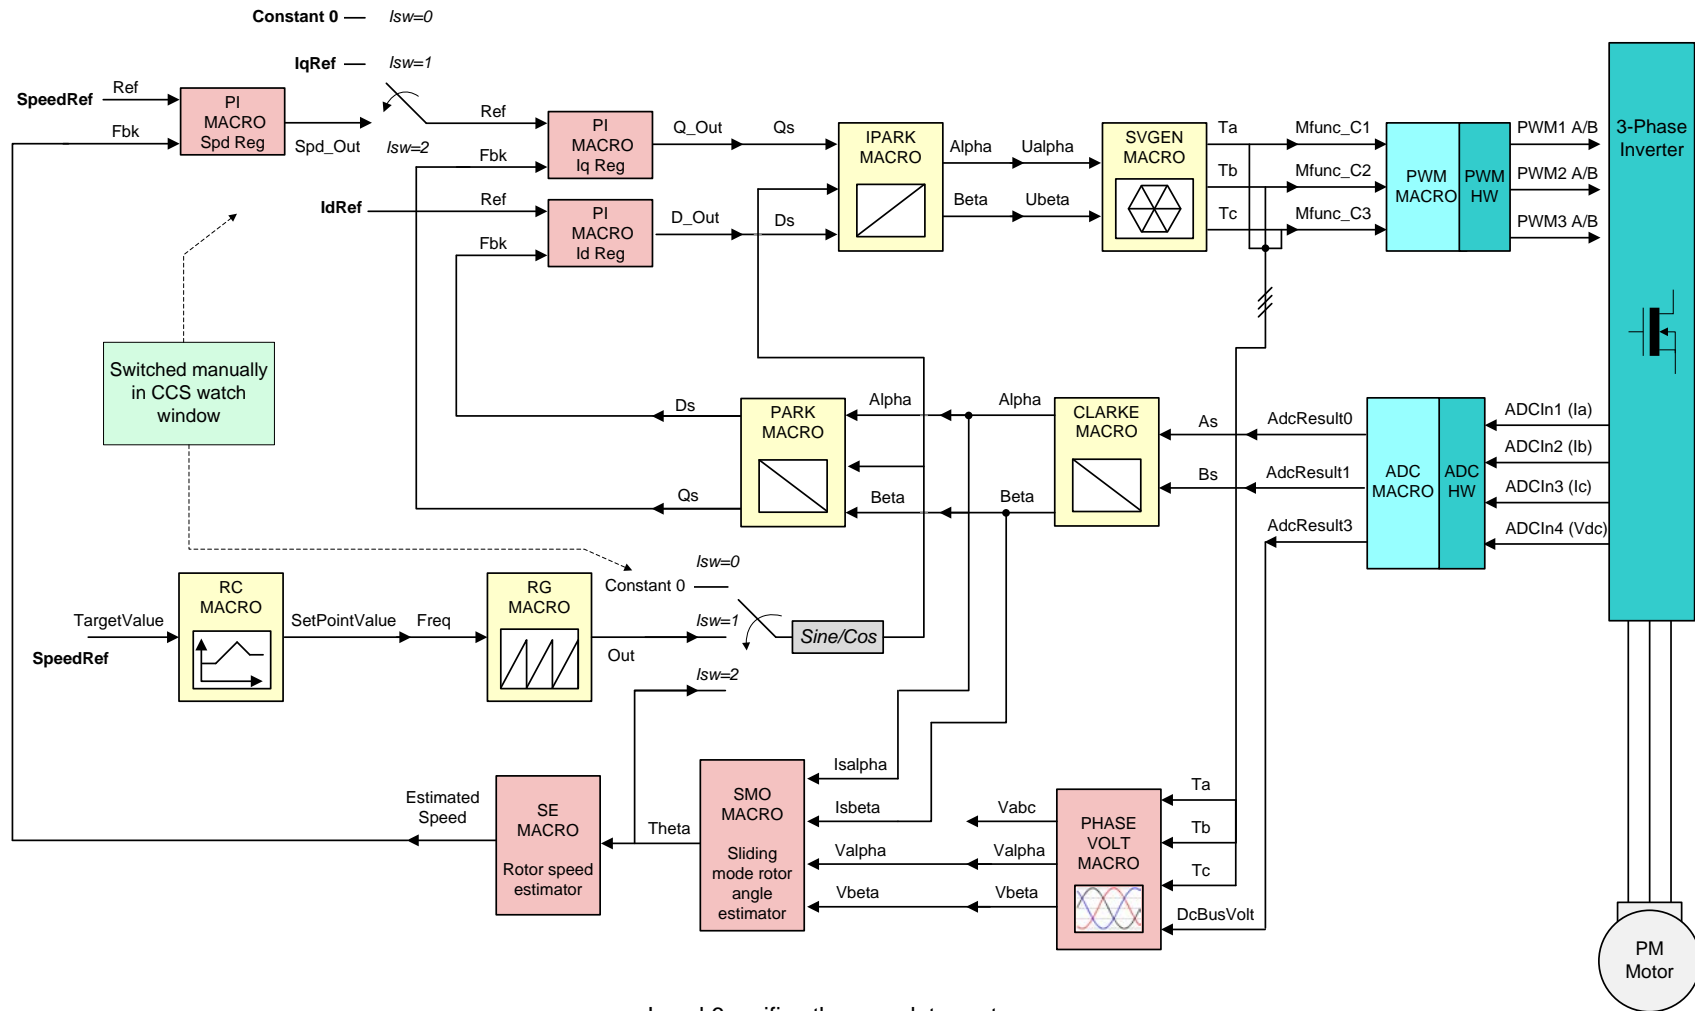 Constant 0
Isw=0
IqRef
Isw=1
SpeedRef
Ref
Fbk
PI
MACRO
Spd Reg
Spd_Out
Isw=2
Ref
Fbk
PI
MACRO
Iq Reg
Q_Out
Qs
IdRef
Ref
Fbk
PI
MACRO
Id Reg
D_Out
Ds
IPARK
MACRO
Alpha
Ualpha
Beta
Ubeta
SVGEN
MACRO
Ta
Tb
Tc
Mfunc_C1
Mfunc_C2
Mfunc_C3
PWM
MACRO
PWM
HW
PWM1 A/B
PWM2 A/B
PWM3 A/B
3-Phase
Inverter
Switched manually
in CCS watch
window
Ds
Qs
PARK
MACRO
Alpha
Beta
Alpha
Beta
CLARKE
MACRO
As
Bs
AdcResult0
AdcResult1
AdcResult3
ADC
MACRO
ADC
HW
ADCIn1 (Ia)
ADCIn2 (Ib)
ADCIn3 (Ic)
ADCIn4 (Vdc)
TargetValue
SpeedRef
RC
MACRO
SetPointValue
Freq
RG
MACRO
Out
Isw=0
Constant 0
Isw=1
Isw=2
Sine/Cos
Estimated
Speed
SE
MACRO
Rotor speed
estimator
Theta
SMO
MACRO
Sliding
mode rotor
angle
estimator
Isalpha
Isbeta
Valpha
Vbeta
Vabc
Valpha
Vbeta
PHASE
VOLT
MACRO
Ta
Tb
Tc
DcBusVolt
PM
Motor